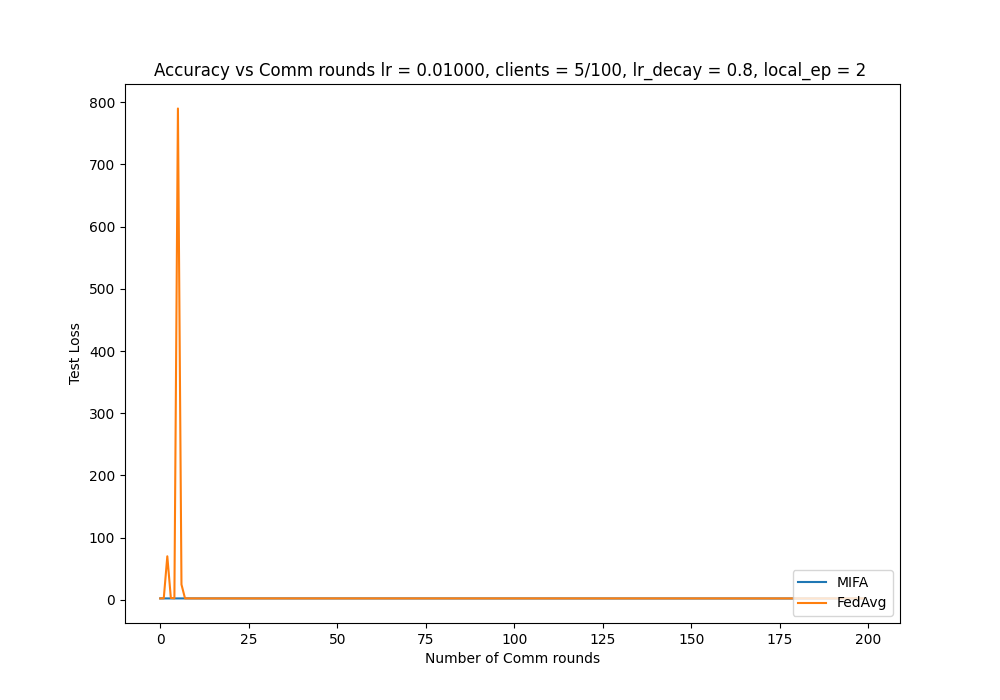 Accuracy vs Comm rounds lr = 0.01000, clients = 5/100, lr_decay = 0.8, local_ep = 2
800
700
600
500
400
300
200
100
0
Test Loss
MIFA
FedAvg
0 25 50 75 100 125 150 175 200
Number of Comm rounds